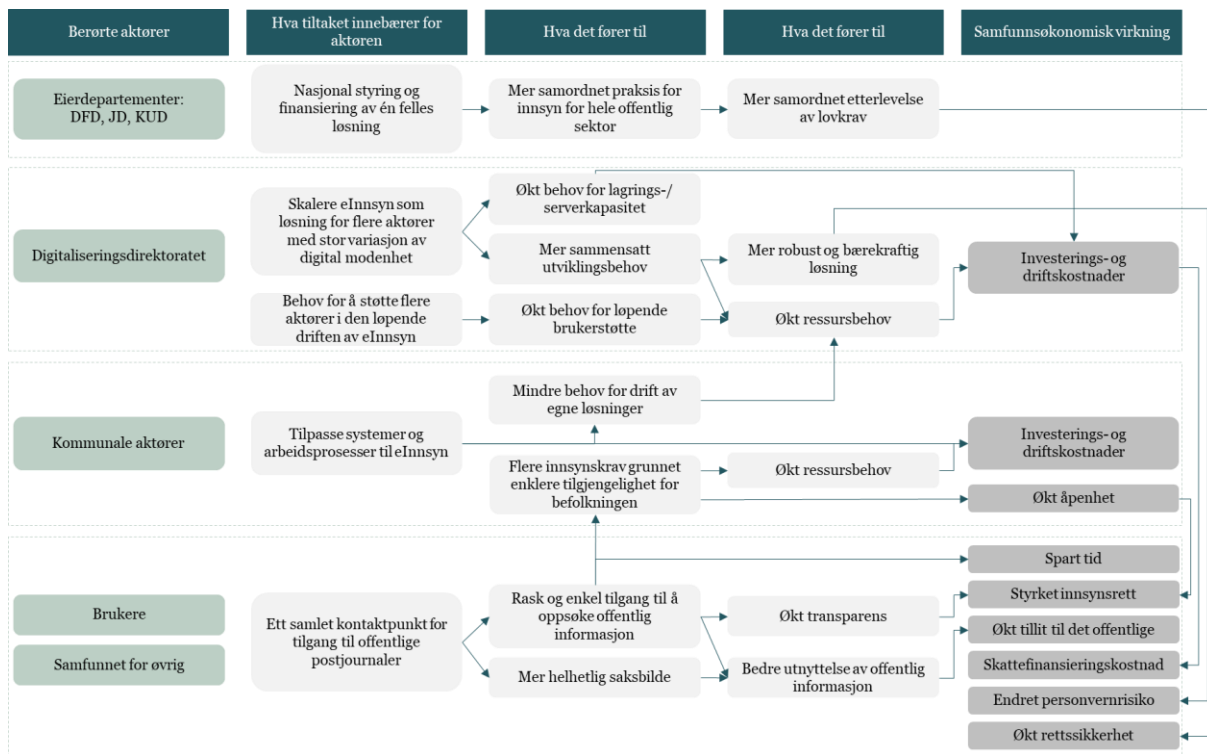 Berørte aktører
Hva tiltaket innebærer for
aktøren
Hva det fører til
Hva det fører til
Samfunnsøkonomisk virkning
Eierdepartementer:
DFD, JD, KUD
Nasjonal styring og
finansiering av én felles
løsning
Mer samordnet praksis for
innsyn for hele offentlig
sektor
Mer samordnet etterlevelse
av lovkrav
Digitaliseringsdirektoratet
Skalere eInnsyn som
løsning for flere aktører
med stor variasjon av
digital modenhet
Behov for å støtte flere
aktører i den løpende
driften av eInnsyn
Økt behov for lagrings-/
serverkapasitet
Mer sammensatt
utviklingsbehov
Økt behov for løpende
brukerstøtte
Mer robust og bærekraftig
løsning
Økt ressursbehov
Investerings- og
driftskostnader
Kommunale aktører
Tilpasse systemer og
arbeidsprosesser til eInnsyn
Mindre behov for drift av
egne løsninger
Flere innsynskrav grunnet
enklere tilgjengelighet for
befolkningen
Økt ressursbehov
Investerings- og
driftskostnader
Økt åpenhet
Brukere
Samfunnet for øvrig
Ett samlet kontaktpunkt for
tilgang til offentlige
postjournaler
Rask og enkel tilgang til å
oppsøke offentlig
informasjon
Mer helhetlig saksbilde
Økt transparens
Bedre utnyttelse av offentlig
informasjon
Spart tid
Styrket innsynsrett
Økt tillit til det offentlige
Skattefinansieringskostnad
Endret personvernrisiko
Økt rettssikkerhet